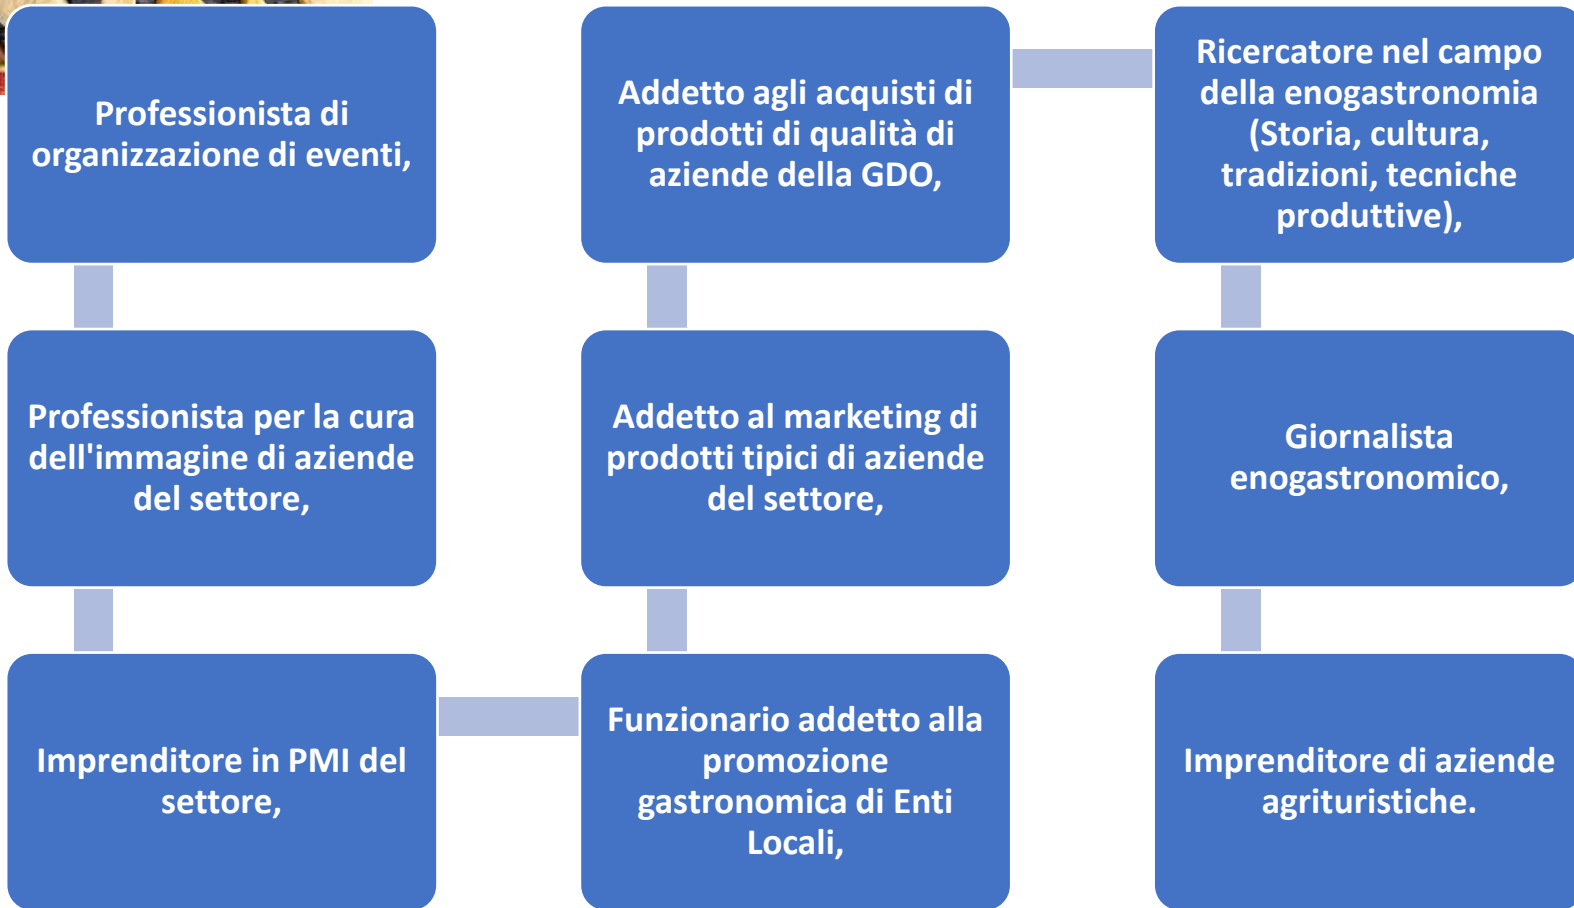 Professionista di
organizzazione di eventi,
Professionista per la cura
dell'immagine di aziende
del settore,
Imprenditore in PMI del
settore,
Funzionario addetto alla
promozione
gastronomica di Enti
Locali,
Addetto al marketing di
prodotti tipici di aziende
del settore,
Addetto agli acquisti di
prodotti di qualità di
aziende della GDO,
Ricercatore nel campo
della enogastronomia
(Storia, cultura,
tradizioni, tecniche
produttive),
Giornalista
enogastronomico,
Imprenditore di aziende
agrituristiche.